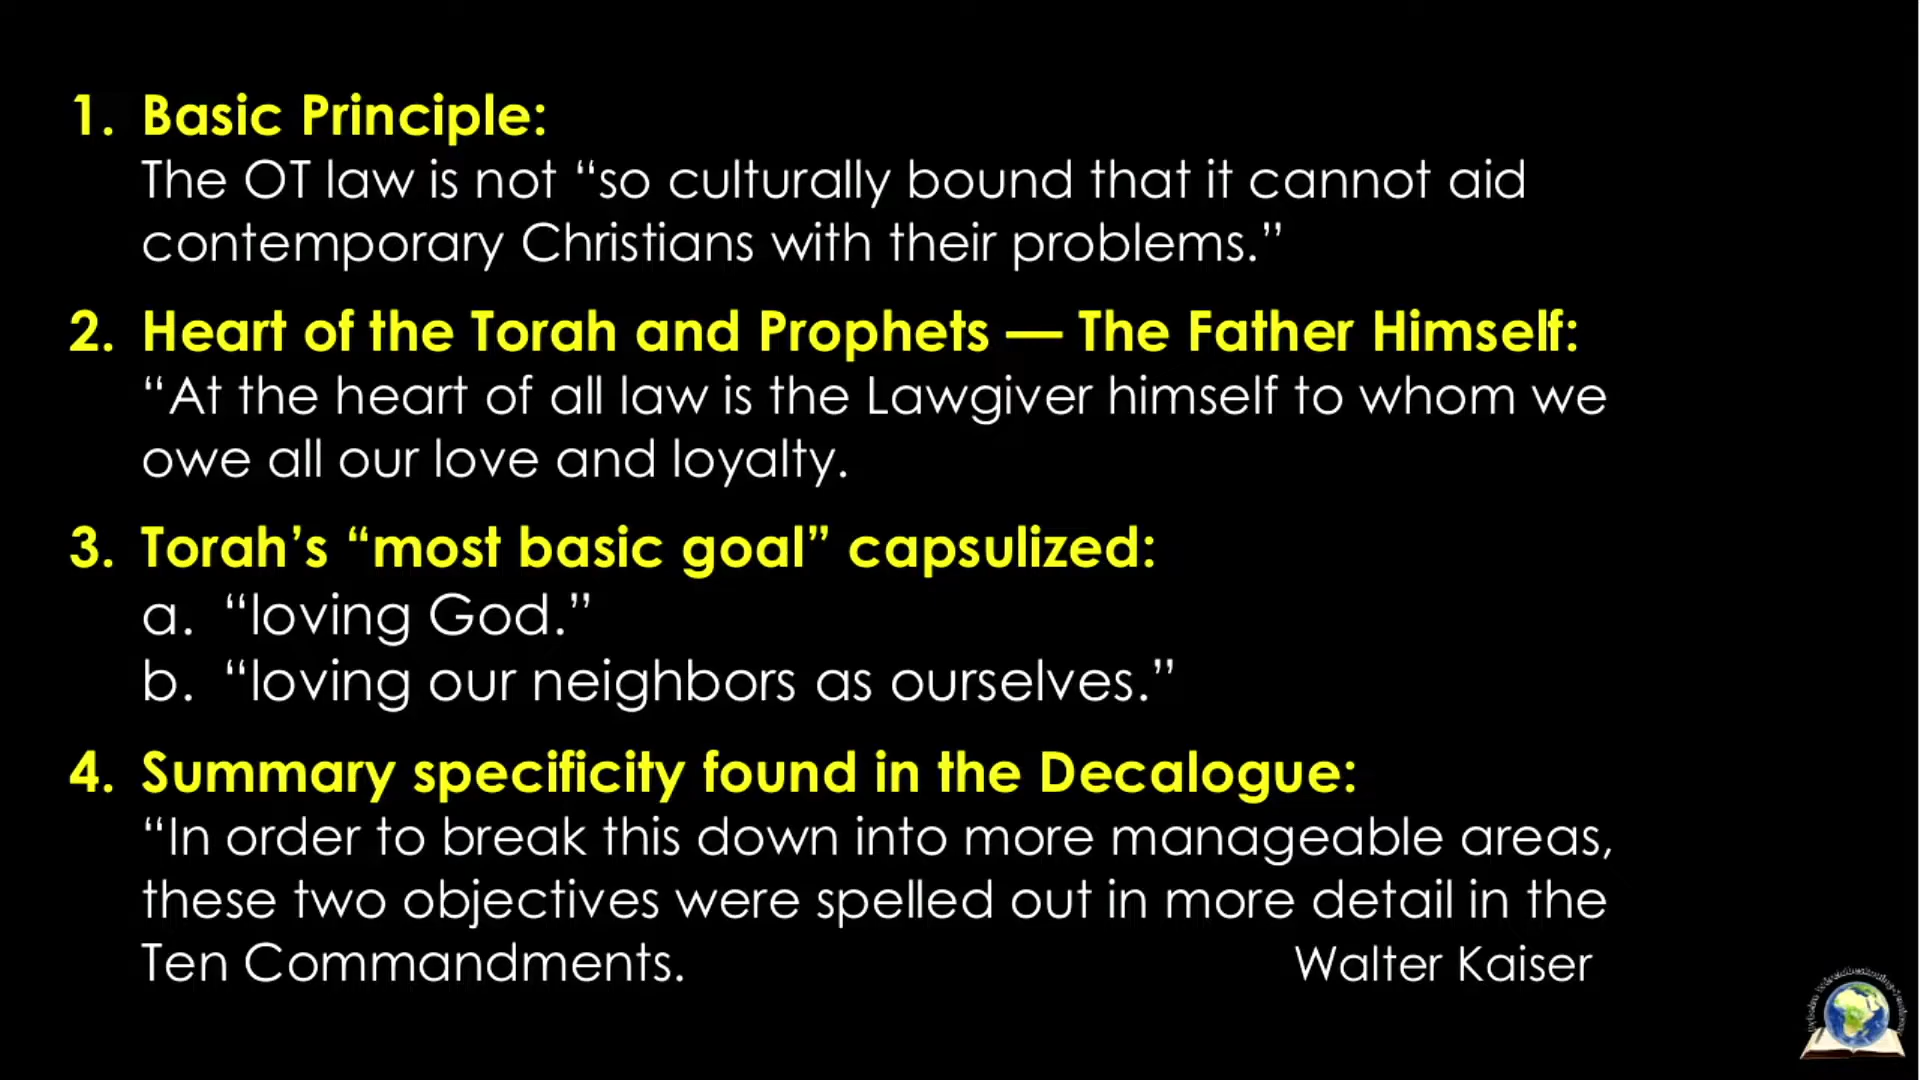 1. Basic Principle:
The OT law is not “so culturally bound that it cannot aid
contemporary Christians with their problems.”
2. Heart of the Torah and Prophets — The Father Himself:
“At the heart of all law is the Lawgiver himself to whom we
owe all our love and loyalty.
3. Torah’s “most basic goal” capsulized:
a. “loving God.”
b. “loving our neighbors as ourselves.”
4. Summary specificity found in the Decalogue:
“In order to break this down into more manageable areas,
these two objectives were spelled out in more detail in the
Ten Commandments. Walter Kaiser